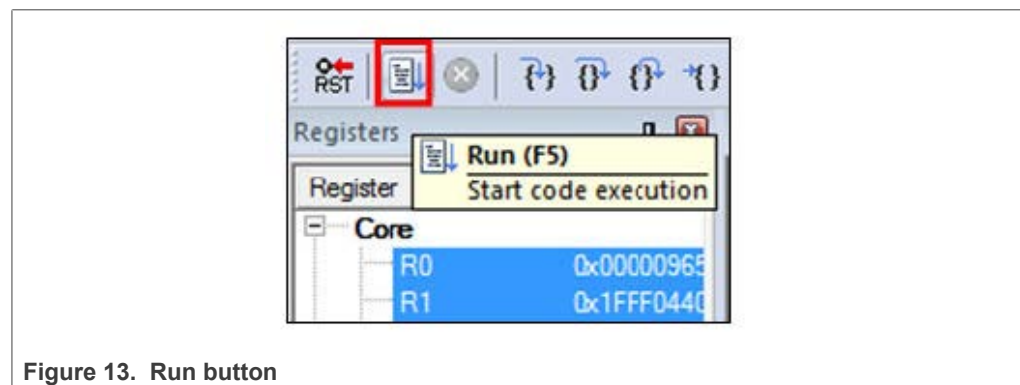 RST
Registers
Run (F5)
Register
Start code execution
Core
R0 0x00000965
R1 0x1FFF0440
Figure 13. Run button